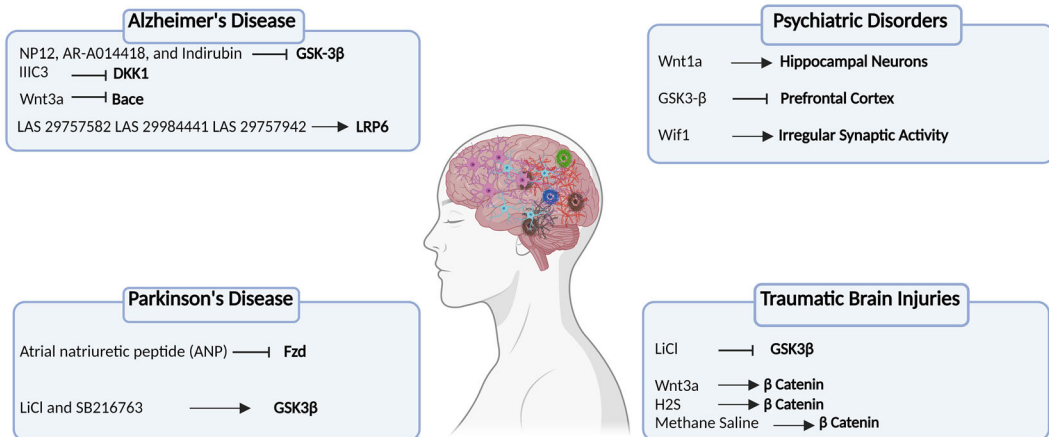 Alzheimer's Disease
NP12, AR-A014418, and Indirubin GSK-3β
IIIC3 DKK1
Wnt3a Bace
LAS 29757582 LAS 29984441 LAS 29757942 LRP6
Psychiatric Disorders
Wnt1a Hippocampal Neurons
GSK3-β Prefrontal Cortex
Wif1 Irregular Synaptic Activity
Parkinson's Disease
Atrial natriuretic peptide (ANP) Fzd
LiCl and SB216763 GSK3β
Traumatic Brain Injuries
LiCl GSK3β
Wnt3a β Catenin
H2S β Catenin
Methane Saline β Catenin